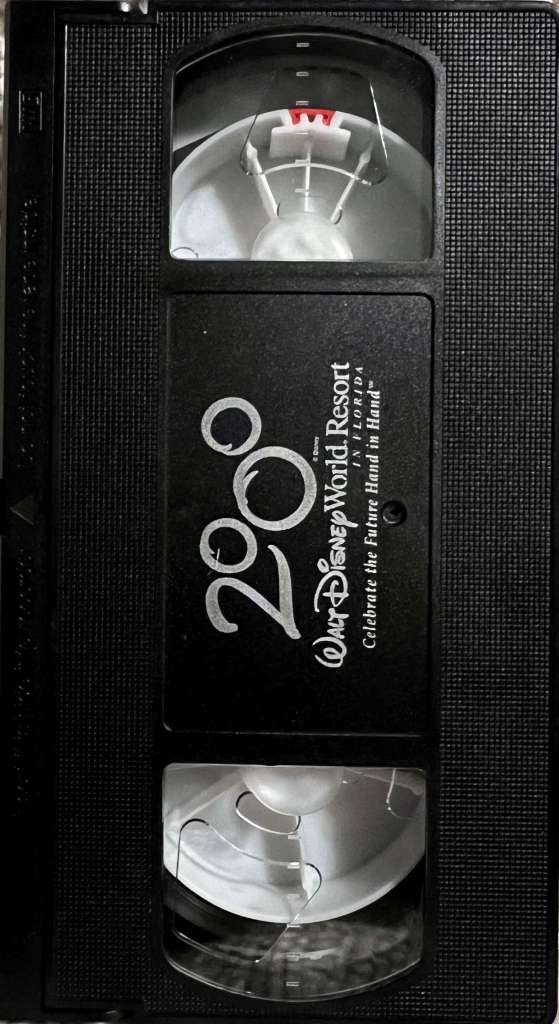 2000
© Disney
WALT DISNEY World® Resort
IN FLORIDA
Celebrate the Future Hand in Hand™